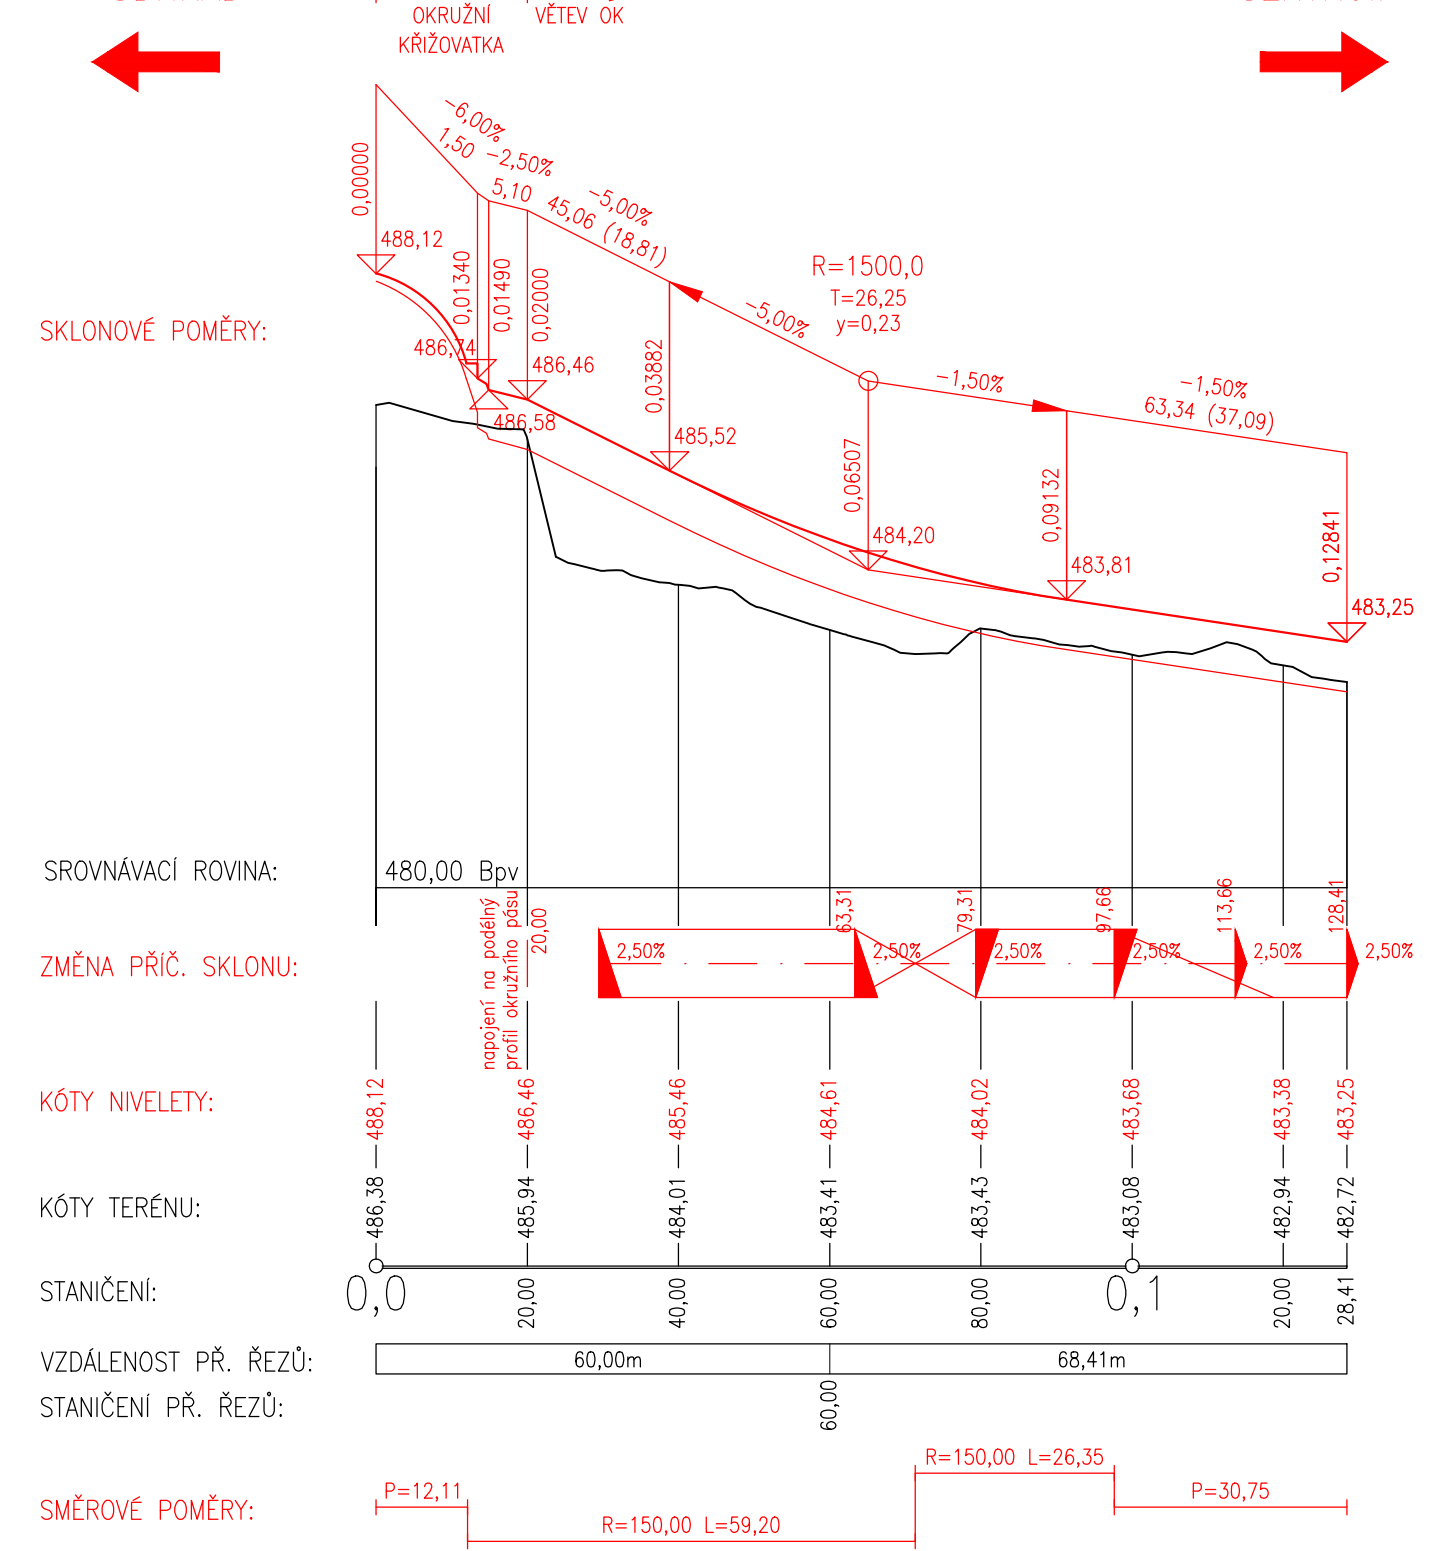 OKRUŽNÍ
KŘIŽOVATKA
VĚTEV OK
-6,00%
1,50
-2,50%
5,10
-5,00%
45,06 (18,81)
R=1500,0
T=26,25
y=0,23
-5,00%
-1,50%
-1,50%
63,34 (37,09)
SKLONOVÉ POMĚRY:
0,00000
488,12
0,01340
486,74
0,01490
486,58
0,02000
486,46
0,03882
485,52
0,06507
484,20
0,09132
483,81
0,12841
483,25
SROVNÁVACÍ ROVINA:
480,00 Bpv
ZMĚNA PŘÍČ. SKLONU:
napojení na podélný
profil okružního pásu
20,00
63,31
79,31
97,66
113,66
128,41
2,50%
2,50%
2,50%
2,50%
2,50%
2,50%
KÓTY NIVELETY:
488,12
486,46
485,46
484,61
484,02
483,68
483,38
483,25
KÓTY TERÉNU:
486,38
485,94
484,01
483,41
483,43
483,08
482,94
482,72
STANIČENÍ:
0,0
20,00
40,00
60,00
80,00
0,1
20,00
28,41
VZDÁLENOST PŘ. ŘEZŮ:
60,00m
68,41m
STANIČENÍ PŘ. ŘEZŮ:
60,00
SMĚROVÉ POMĚRY:
P=12,11
R=150,00 L=59,20
R=150,00 L=26,35
P=30,75